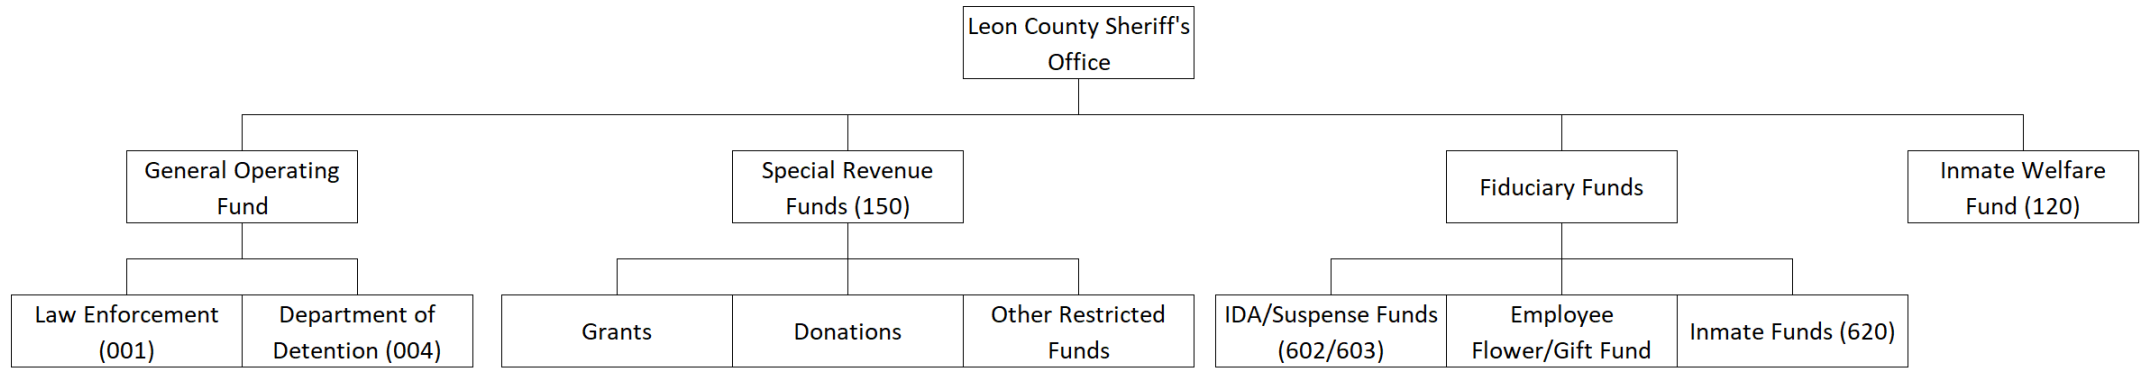 Leon County Sheriff's
Office
General Operating
Fund
Special Revenue
Funds (150)
Fiduciary Funds
Inmate Welfare
Fund (120)
Law Enforcement
(001)
Department of
Detention (004)
Grants
Donations
Other Restricted
Funds
IDA/Suspense Funds
(602/603)
Employee
Flower/Gift Fund
Inmate Funds (620)